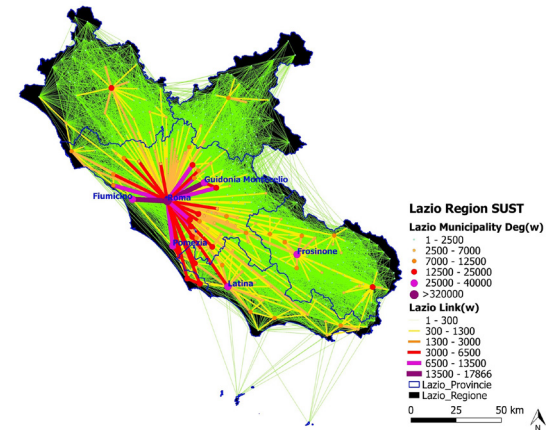 Guidonia Montecelio
Fiumicino
Roma
Pomezia
Frosinone
Latina
Lazio Region SUST
Lazio Municipality Deg(w)
1 - 2500
2500 - 7000
7000 - 12500
12500 - 25000
25000 - 40000
>320000
Lazio Link(w)
1 - 300
300 - 1300
1300 - 3000
3000 - 6500
6500 - 13500
13500 - 17866
Lazio_Provincie
Lazio_Regione
0 25 50 km
N